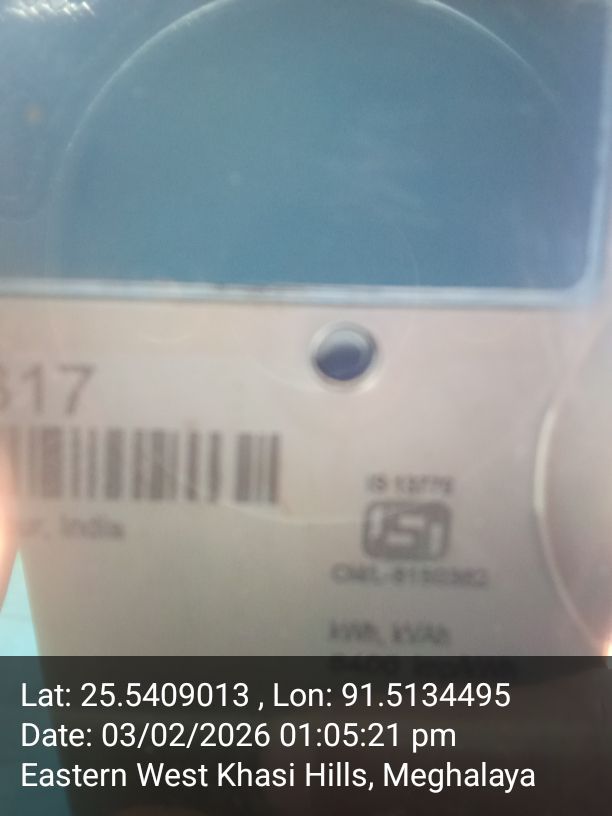 317
ur, India
IS 13779
ISI
kWh, kVAh
Lat: 25.5409013 , Lon: 91.5134495
Date: 03/02/2026 01:05:21 pm
Eastern West Khasi Hills, Meghalaya